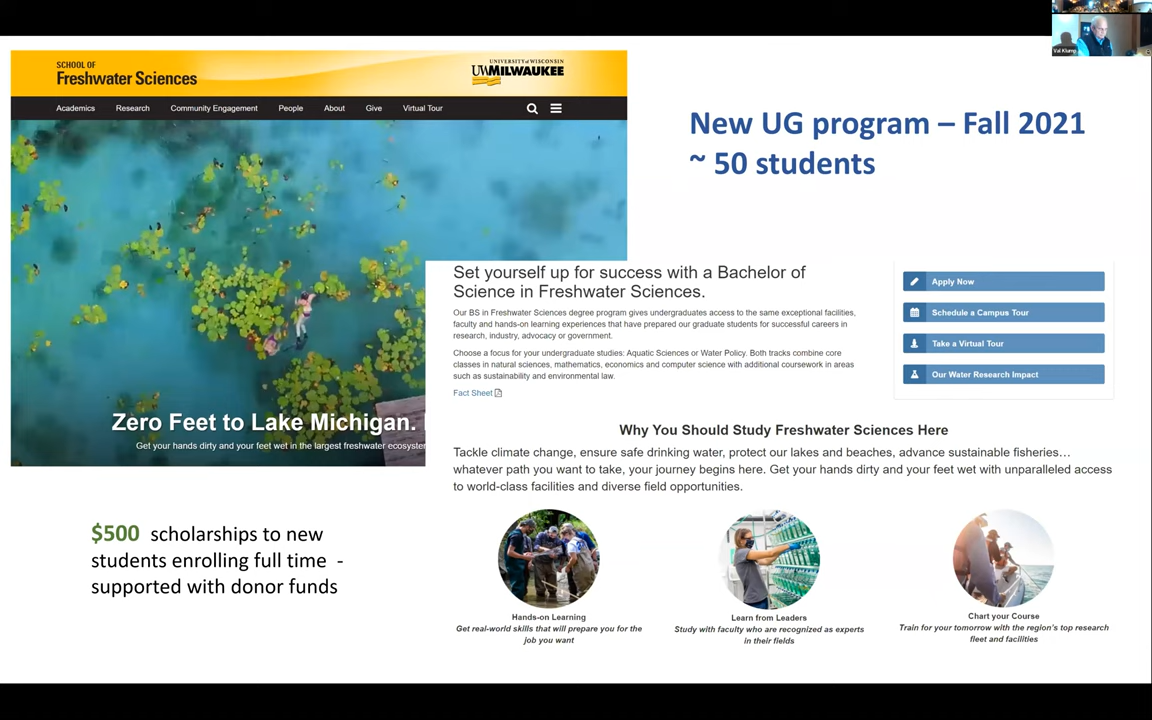 SCHOOL OF
Freshwater Sciences
UNIVERSITY of WISCONSIN
UWMILWAUKEE
Academics Research Community Engagement People About Give Virtual Tour
Val Klump
New UG program – Fall 2021
~ 50 students
Zero Feet to Lake Michigan.
Get your hands dirty and your feet wet in the largest freshwater ecosystem
Set yourself up for success with a Bachelor of
Science in Freshwater Sciences.
Our BS in Freshwater Sciences degree program gives undergraduates access to the same exceptional facilities,
faculty and hands-on learning experiences that have prepared our graduate students for successful careers in
research, industry, advocacy or government.
Choose a focus for your undergraduate studies: Aquatic Sciences or Water Policy. Both tracks combine core
classes in natural sciences, mathematics, economics and computer science with additional coursework in areas
such as sustainability and environmental law.
Fact Sheet
Apply Now
Schedule a Campus Tour
Take a Virtual Tour
Our Water Research Impact
Why You Should Study Freshwater Sciences Here
Tackle climate change, ensure safe drinking water, protect our lakes and beaches, advance sustainable fisheries…
whatever path you want to take, your journey begins here. Get your hands dirty and your feet wet with unparalleled access
to world-class facilities and diverse field opportunities.
$500 scholarships to new
students enrolling full time -
supported with donor funds
Hands-on Learning
Get real-world skills that will prepare you for the
job you want
Learn from Leaders
Study with faculty who are recognized as experts
in their fields
Chart your Course
Train for your tomorrow with the region's top research
fleet and facilities